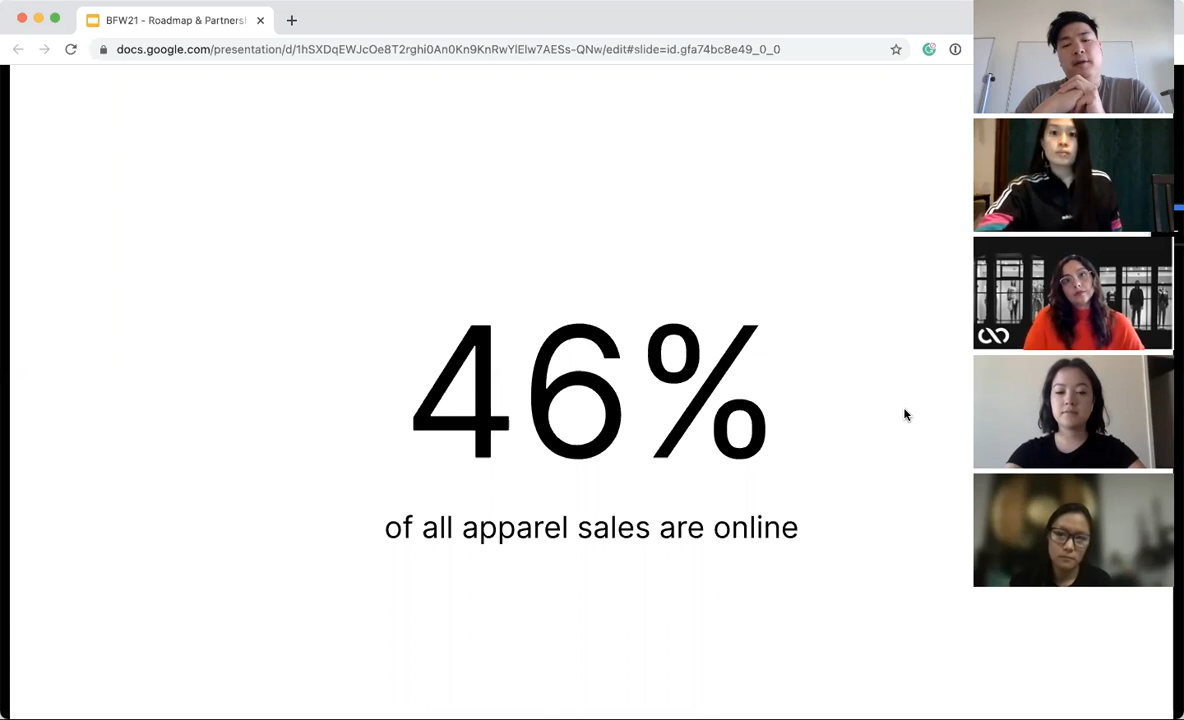 BFW21 - Roadmap & Partners
docs.google.com/presentation/d/1hSXDqEWJcOe8T2rghi0An0Kn9KnRwYlElw7AESs-QNw/edit#slide=id.gfa74bc8e49_0_0
46%
of all apparel sales are online